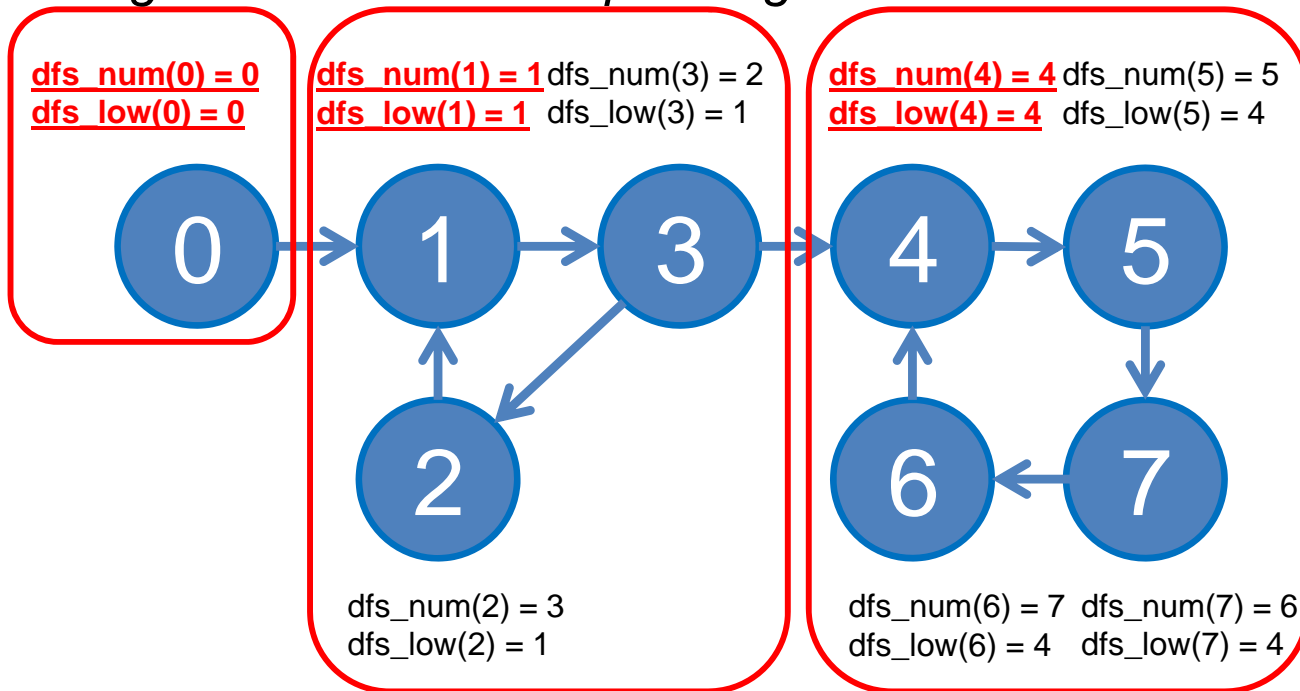 dfs_num(0) = 0
dfs_low(0) = 0
dfs_num(1) = 1 dfs_num(3) = 2
dfs_low(1) = 1 dfs_low(3) = 1
dfs_num(4) = 4 dfs_num(5) = 5
dfs_low(4) = 4 dfs_low(5) = 4
0 1 3 4 5
2 6 7
dfs_num(2) = 3
dfs_low(2) = 1
dfs_num(6) = 7 dfs_num(7) = 6
dfs_low(6) = 4 dfs_low(7) = 4